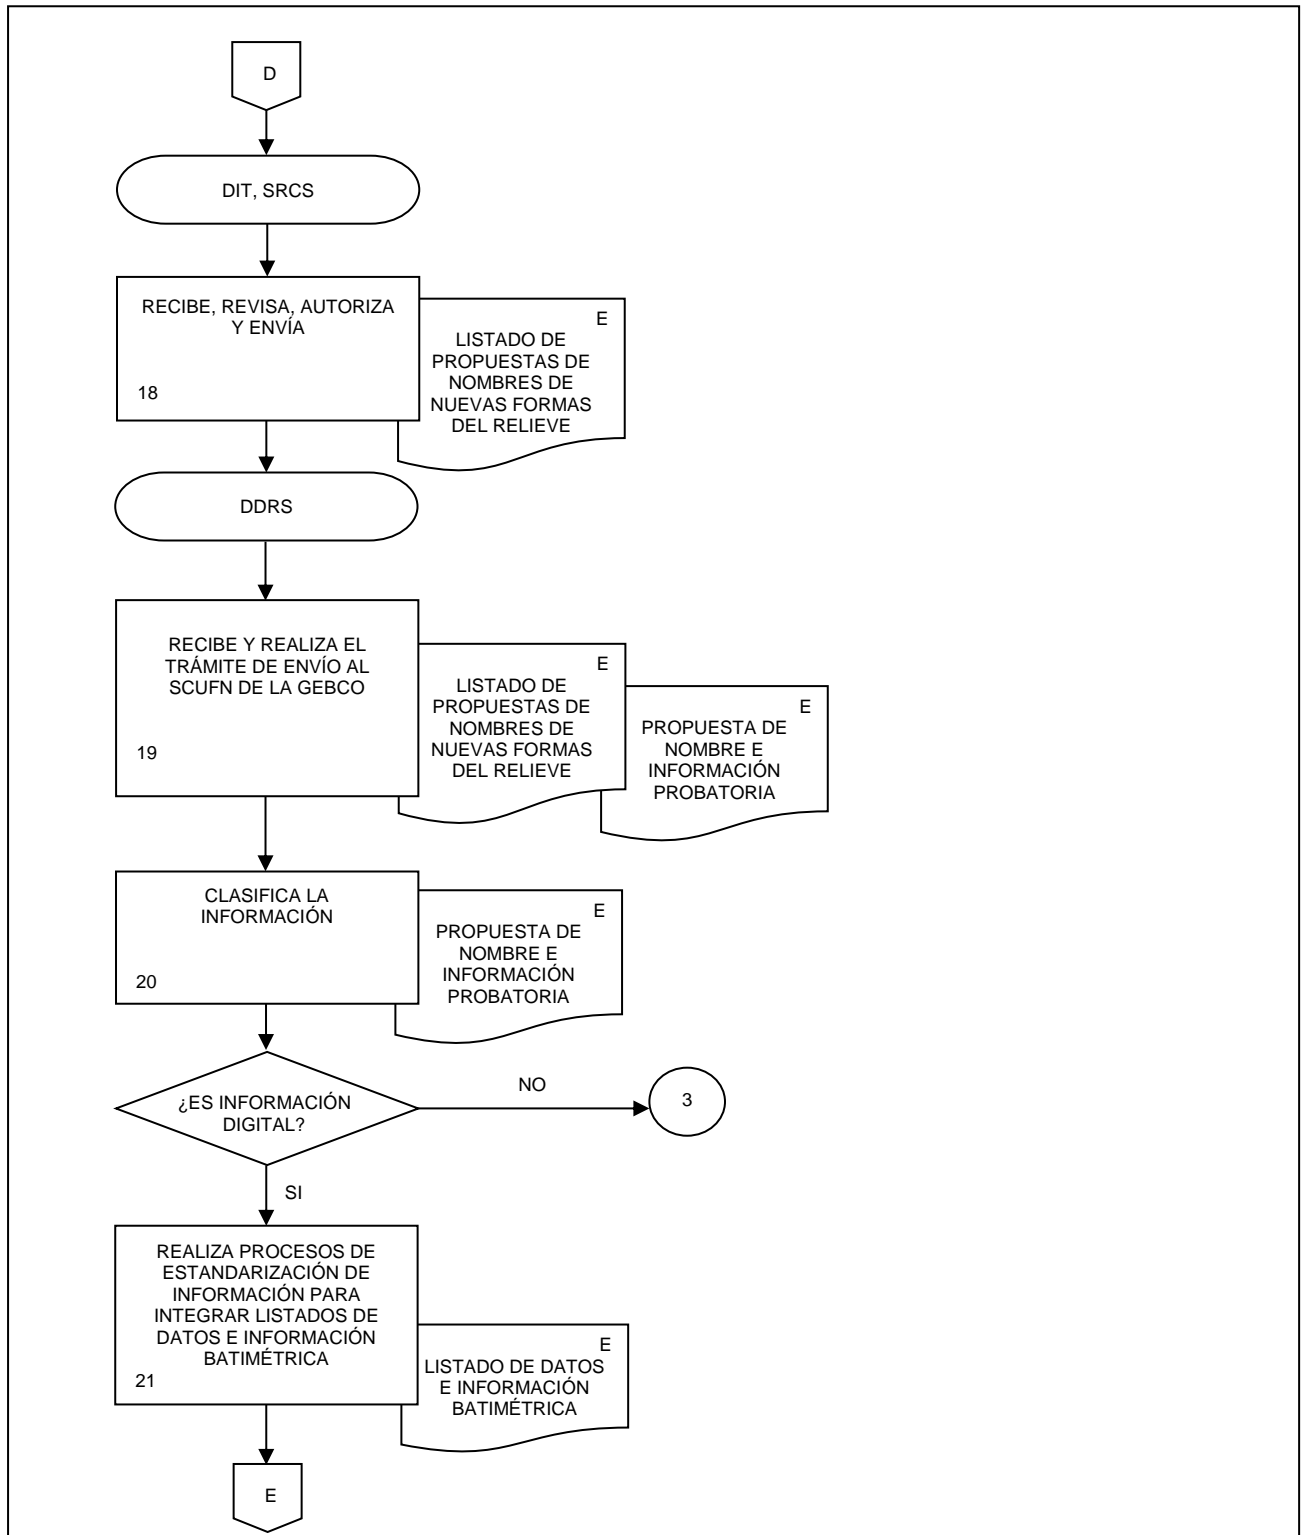 D
DIT, SRCS
RECIBE, REVISA, AUTORIZA
Y ENVÍA
18
E
LISTADO DE
PROPUESTAS DE
NOMBRES DE
NUEVAS FORMAS
DEL RELIEVE
DDRS
RECIBE Y REALIZA EL
TRÁMITE DE ENVÍO AL
SCUFN DE LA GEBCO
19
E
LISTADO DE
PROPUESTAS DE
NOMBRES DE
NUEVAS FORMAS
DEL RELIEVE
E
PROPUESTA DE
NOMBRE E
INFORMACIÓN
PROBATORIA
CLASIFICA LA
INFORMACIÓN
20
E
PROPUESTA DE
NOMBRE E
INFORMACIÓN
PROBATORIA
¿ES INFORMACIÓN
DIGITAL?
NO
3
SI
REALIZA PROCESOS DE
ESTANDARIZACIÓN DE
INFORMACIÓN PARA
INTEGRAR LISTADOS DE
DATOS E INFORMACIÓN
BATIMÉTRICA
21
E
LISTADO DE DATOS
E INFORMACIÓN
BATIMÉTRICA
E